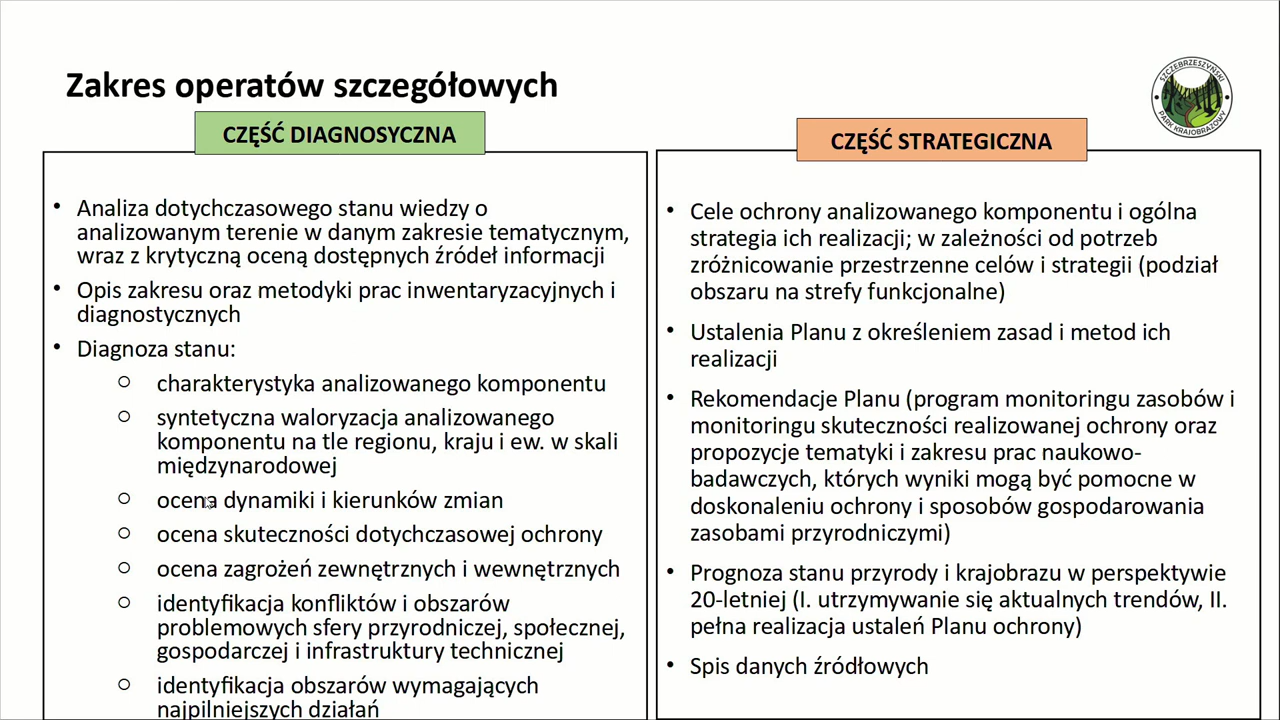 Zakres operatów szczegółowych
SZCZEBRZESZYŃSKI
PARK KRAJOBRAZOWY
CZĘŚĆ DIAGNOSYCZNA
• Analiza dotychczasowego stanu wiedzy o
analizowanym terenie w danym zakresie tematycznym,
wraz z krytyczną oceną dostępnych źródeł informacji
• Opis zakresu oraz metodyki prac inwentaryzacyjnych i
diagnostycznych
• Diagnoza stanu:
○ charakterystyka analizowanego komponentu
○ syntetyczna waloryzacja analizowanego
komponentu na tle regionu, kraju i ew. w skali
międzynarodowej
○ ocena dynamiki i kierunków zmian
○ ocena skuteczności dotychczasowej ochrony
○ ocena zagrożeń zewnętrznych i wewnętrznych
○ identyfikacja konfliktów i obszarów
problemowych sfery przyrodniczej, społecznej,
gospodarczej i infrastruktury technicznej
○ identyfikacja obszarów wymagających
najpilniejszych działań
CZĘŚĆ STRATEGICZNA
• Cele ochrony analizowanego komponentu i ogólna
strategia ich realizacji; w zależności od potrzeb
zróżnicowanie przestrzenne celów i strategii (podział
obszaru na strefy funkcjonalne)
• Ustalenia Planu z określeniem zasad i metod ich
realizacji
• Rekomendacje Planu (program monitoringu zasobów i
monitoringu skuteczności realizowanej ochrony oraz
propozycje tematyki i zakresu prac naukowo-
badawczych, których wyniki mogą być pomocne w
doskonaleniu ochrony i sposobów gospodarowania
zasobami przyrodniczymi)
• Prognoza stanu przyrody i krajobrazu w perspektywie
20-letniej (I. utrzymywanie się aktualnych trendów, II.
pełna realizacja ustaleń Planu ochrony)
• Spis danych źródłowych